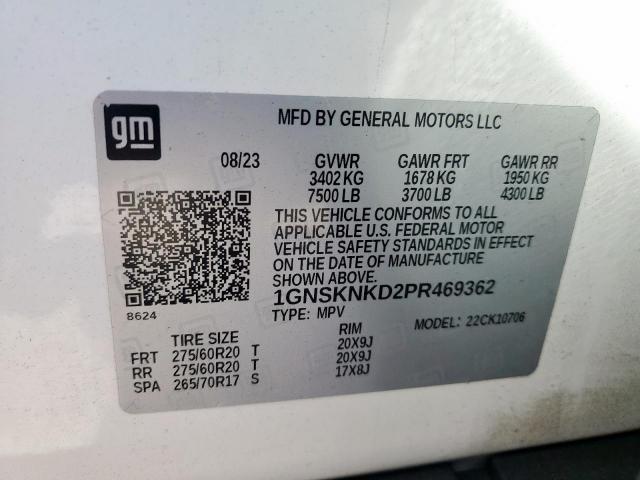 gm
MFD BY GENERAL MOTORS LLC
08/23 GVWR GAWR FRT GAWR RR
3402 KG 1678 KG 1950 KG
7500 LB 3700 LB 4300 LB
THIS VEHICLE CONFORMS TO ALL
APPLICABLE U.S. FEDERAL MOTOR
VEHICLE SAFETY STANDARDS IN EFFECT
ON THE DATE OF MANUFACTURE
SHOWN ABOVE.
1GNSKNKD2PR469362
8624 TYPE: MPV MODEL: 22CK10706
TIRE SIZE RIM
FRT 275/60R20 T 20X9J
RR 275/60R20 T 20X9J
SPA 265/70R17 S 17X8J